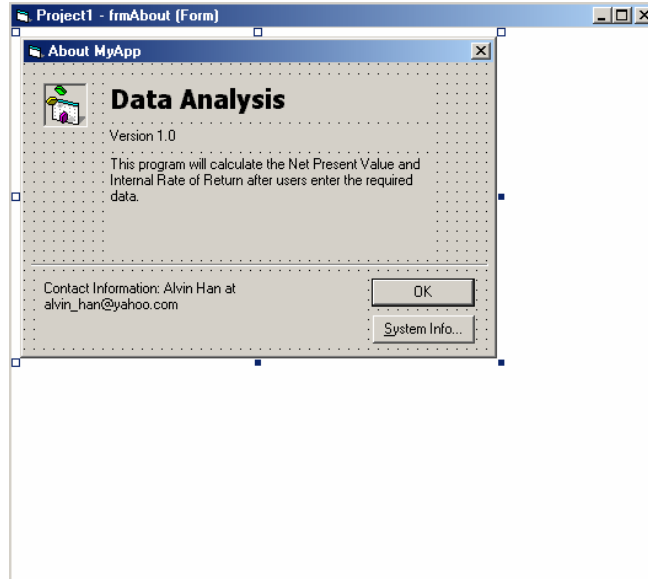 Project1 - frmAbout (Form)
About MyApp
Data Analysis
Version 1.0
This program will calculate the Net Present Value and
Internal Rate of Return after users enter the required
data.
Contact Information: Alvin Han at
alvin_han@yahoo.com
OK
System Info...